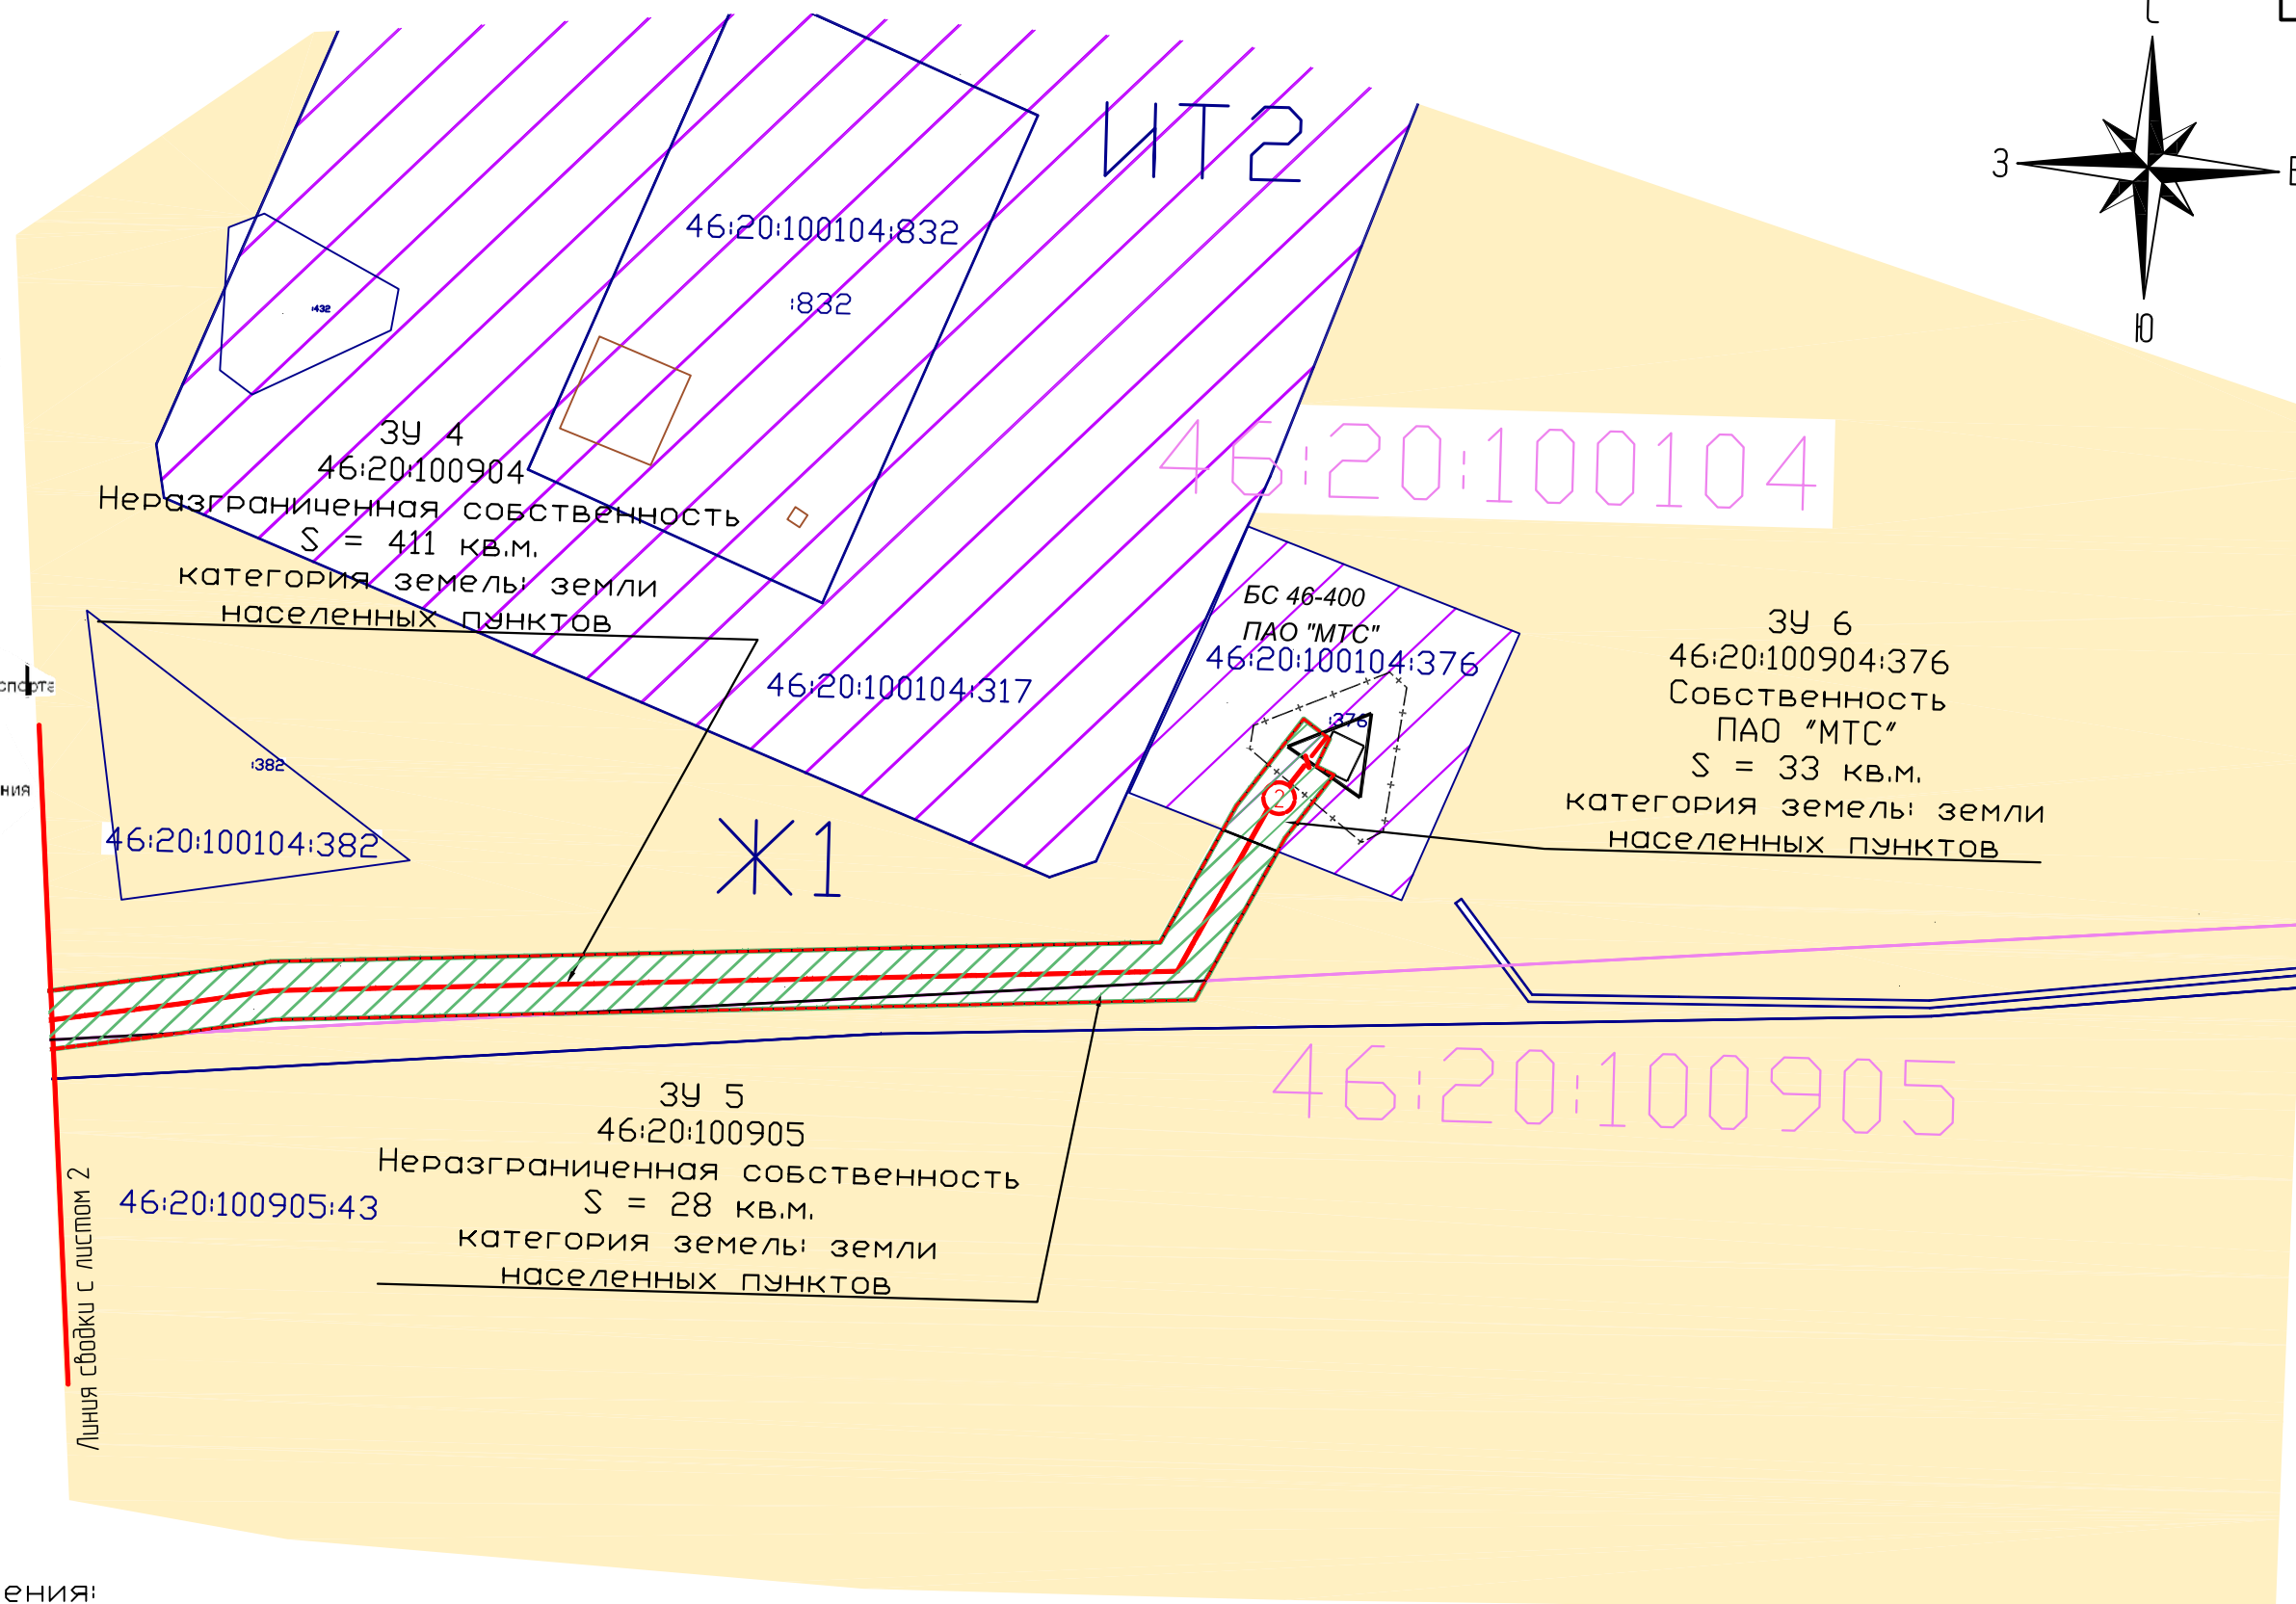 ИТ2
З
Ю
46:20:100104:832
:832
:432
ЗУ 4
46:20:100904
Неразграниченная собственность
S = 411 кв.м.
категория земель: земли
населенных пунктов
46:20:100104
БС 46-400
ПАО "МТС"
46:20:100104:376
:376
ЗУ 6
46:20:100904:376
Собственность
ПАО "МТС"
S = 33 кв.м.
категория земель: земли
населенных пунктов
46:20:100104:317
:382
46:20:100104:382
Ж1
2
46:20:100905
ЗУ 5
46:20:100905
Неразграниченная собственность
S = 28 кв.м.
категория земель: земли
населенных пунктов
46:20:100905:43
Линия сводки с листом 2
ения: